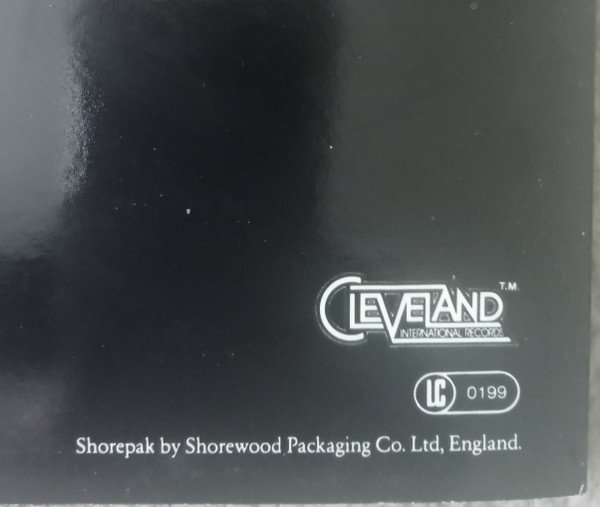 CLEVELAND T.M.
INTERNATIONAL RECORDS
LC 0199
Shorepak by Shorewood Packaging Co. Ltd, England.